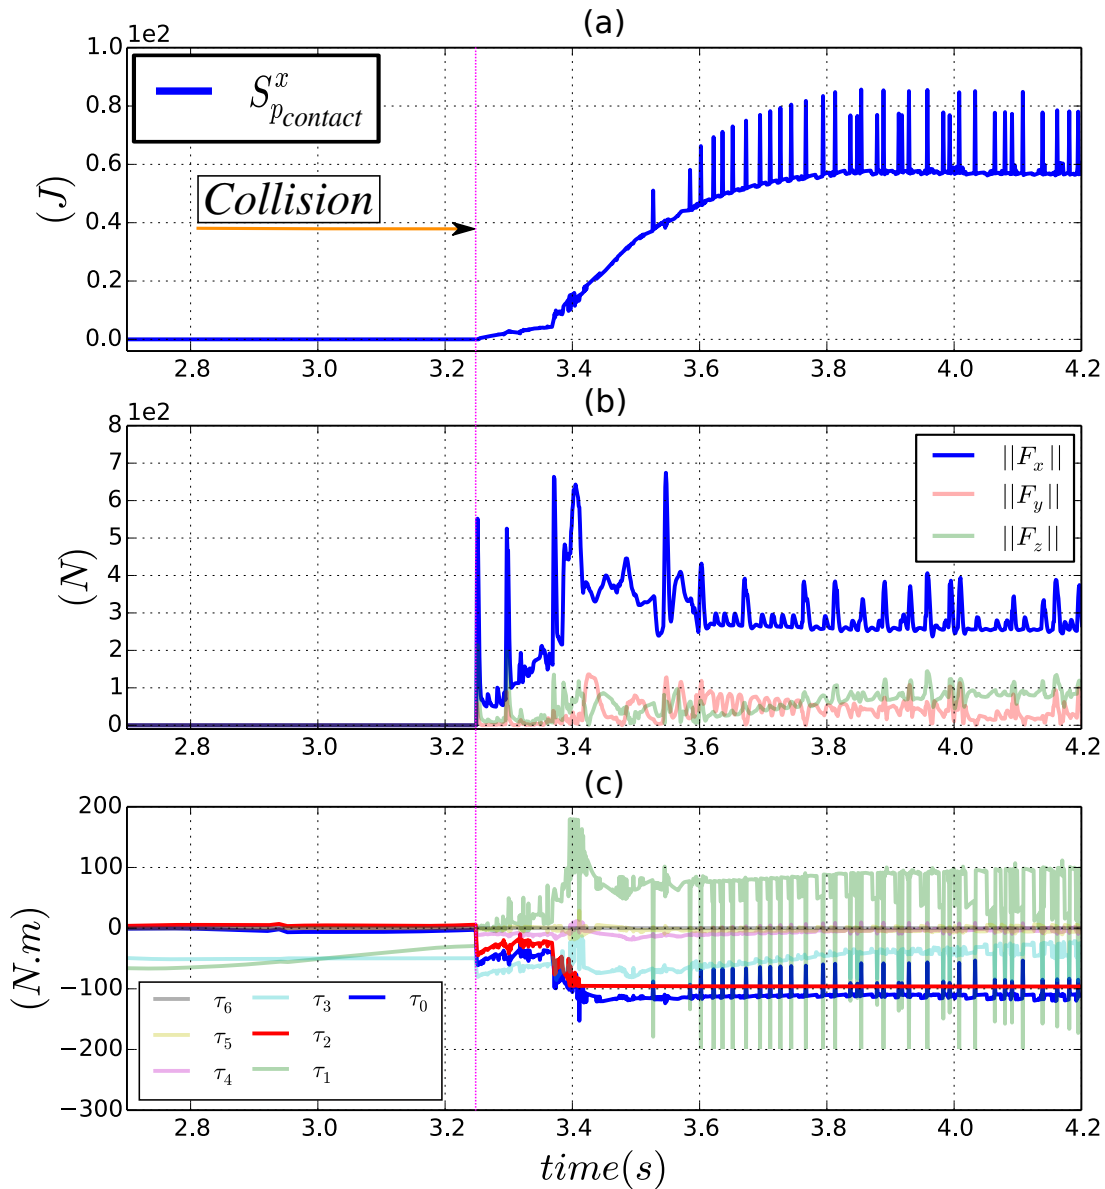 (a)
1e2
1.0
0.8
0.6
0.4
0.2
0.0
(J)
S^x_{p_{contact}}
Collision
2.8 3.0 3.2 3.4 3.6 3.8 4.0 4.2
(b)
1e2
8
7
6
5
4
3
2
1
0
(N)
||F_x||
||F_y||
||F_z||
2.8 3.0 3.2 3.4 3.6 3.8 4.0 4.2
(c)
200
100
0
−100
−200
−300
(N.m)
τ_6 τ_3 τ_0
τ_5 τ_2
τ_4 τ_1
2.8 3.0 3.2 3.4 3.6 3.8 4.0 4.2
time(s)